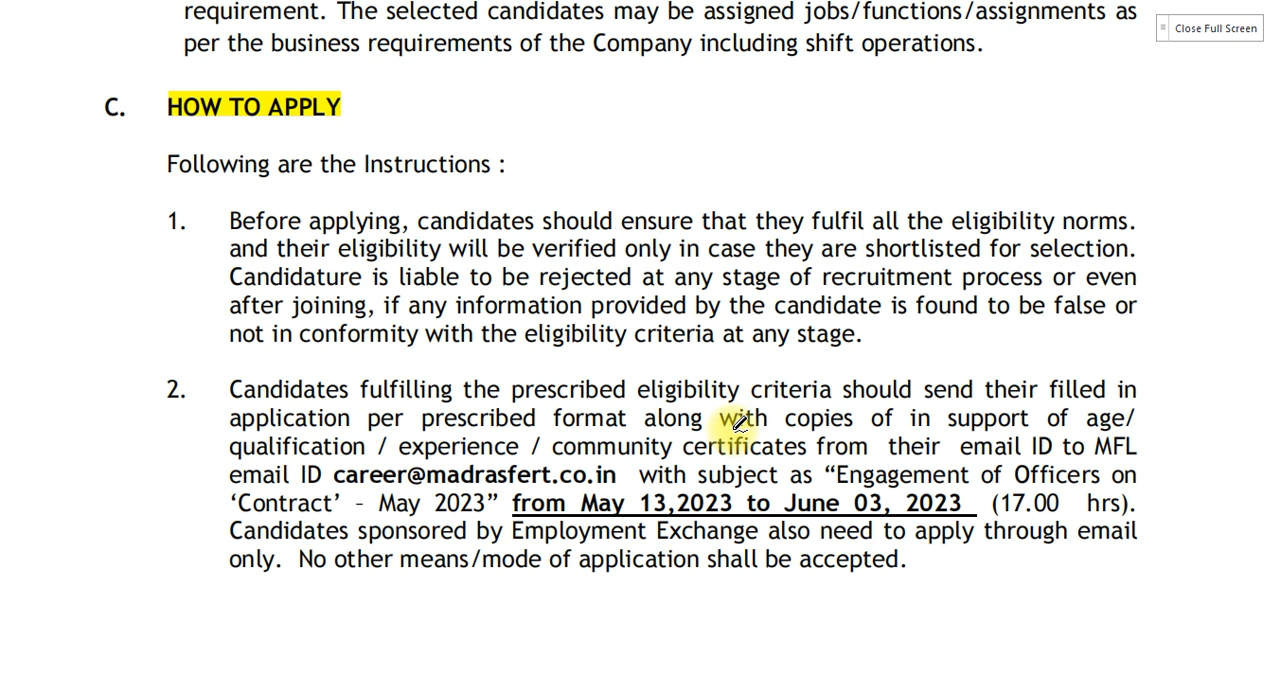 requirement. The selected candidates may be assigned jobs/functions/assignments as
per the business requirements of the Company including shift operations.
Close Full Screen
C. HOW TO APPLY
Following are the Instructions :
1. Before applying, candidates should ensure that they fulfil all the eligibility norms.
and their eligibility will be verified only in case they are shortlisted for selection.
Candidature is liable to be rejected at any stage of recruitment process or even
after joining, if any information provided by the candidate is found to be false or
not in conformity with the eligibility criteria at any stage.
2. Candidates fulfilling the prescribed eligibility criteria should send their filled in
application per prescribed format along with copies of in support of age/
qualification / experience / community certificates from their email ID to MFL
email ID career@madrasfert.co.in with subject as “Engagement of Officers on
‘Contract’ - May 2023” from May 13,2023 to June 03, 2023 (17.00 hrs).
Candidates sponsored by Employment Exchange also need to apply through email
only. No other means/mode of application shall be accepted.